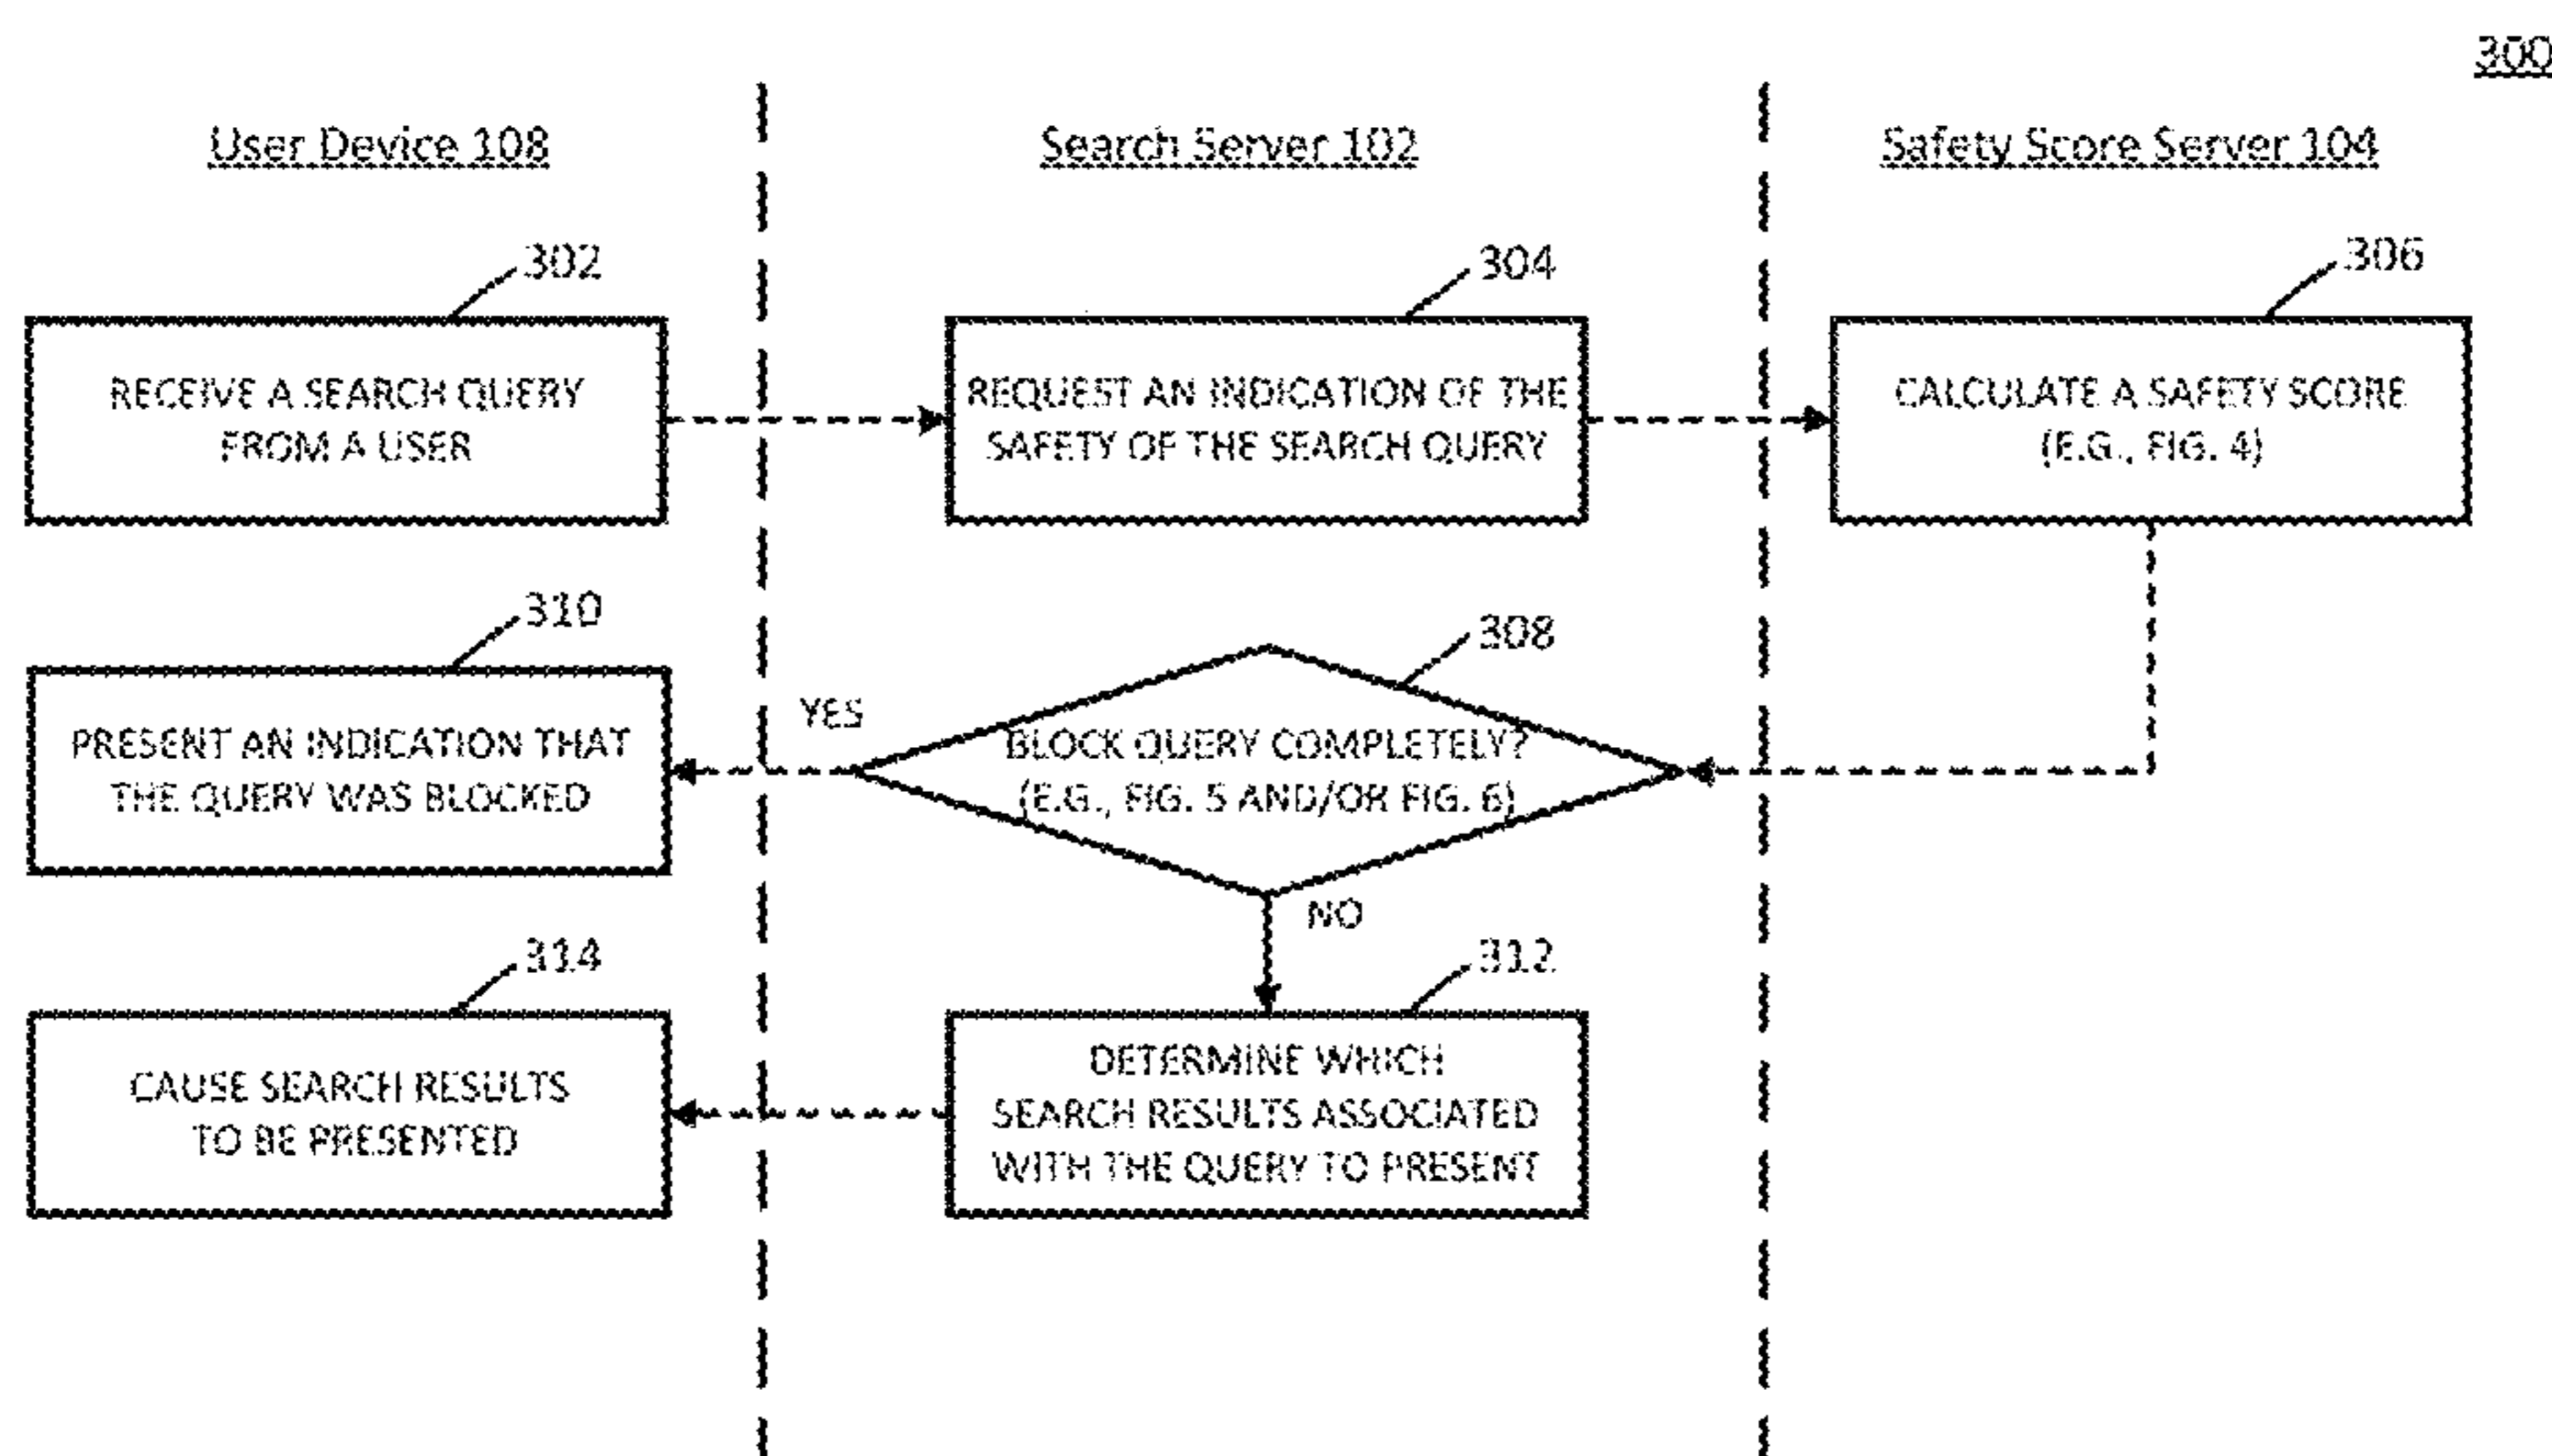 300
User Device 108
Search Server 102
Safety Score Server 104
302
304
306
RECEIVE A SEARCH QUERY
FROM A USER
REQUEST AN INDICATION OF THE
SAFETY OF THE SEARCH QUERY
CALCULATE A SAFETY SCORE
(E.G., FIG. 4)
310
308
YES
PRESENT AN INDICATION THAT
THE QUERY WAS BLOCKED
BLOCK QUERY COMPLETELY?
(E.G., FIG. 5 AND/OR FIG. 6)
NO
314
312
CAUSE SEARCH RESULTS
TO BE PRESENTED
DETERMINE WHICH
SEARCH RESULTS ASSOCIATED
WITH THE QUERY TO PRESENT